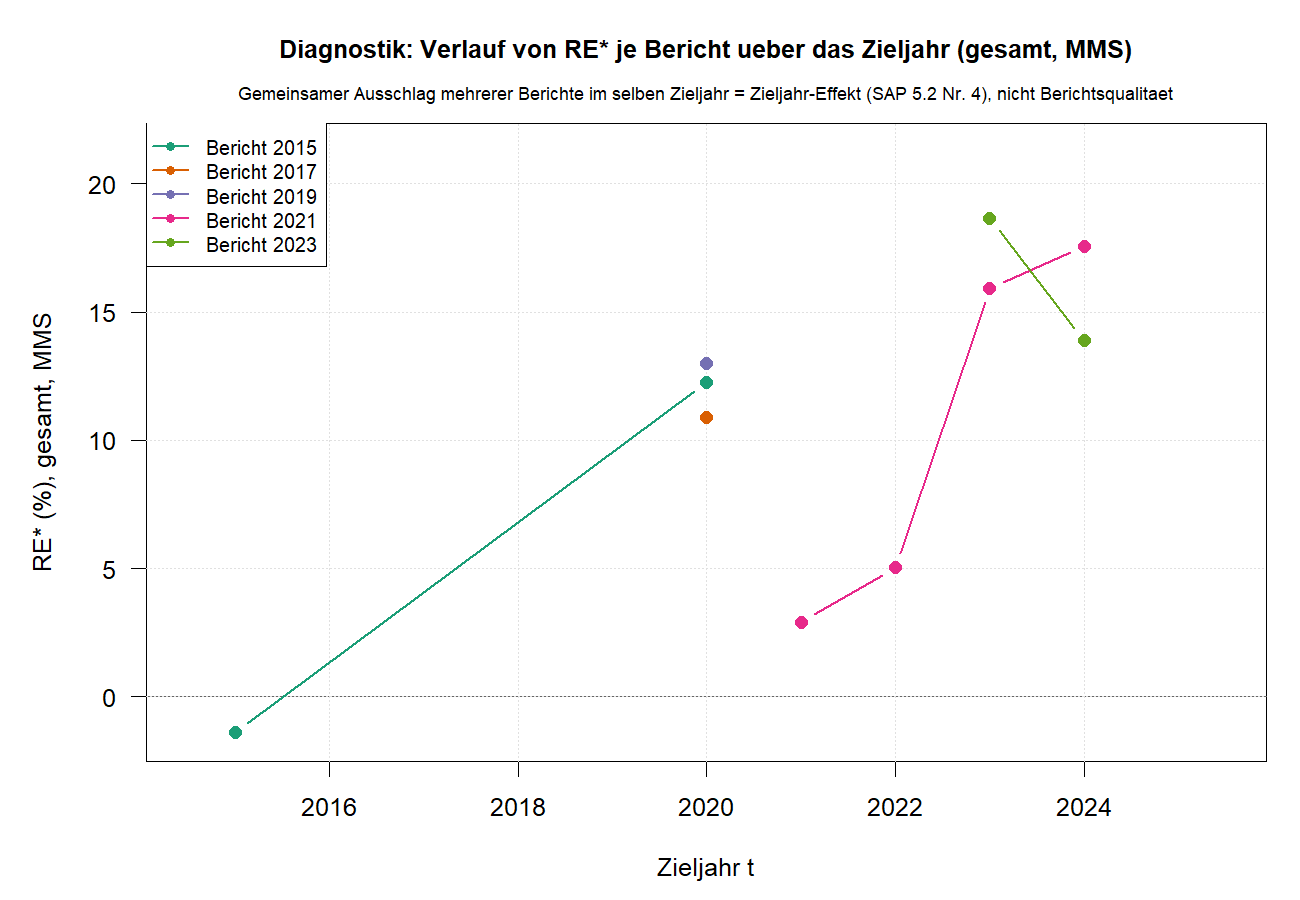 Diagnostik: Verlauf von RE* je Bericht ueber das Zieljahr (gesamt, MMS)
Gemeinsamer Ausschlag mehrerer Berichte im selben Zieljahr = Zieljahr-Effekt (SAP 5.2 Nr. 4), nicht Berichtsqualitaet
Bericht 2015
Bericht 2017
Bericht 2019
Bericht 2021
Bericht 2023
RE* (%), gesamt, MMS
20
15
10
5
0
2016 2018 2020 2022 2024
Zieljahr t